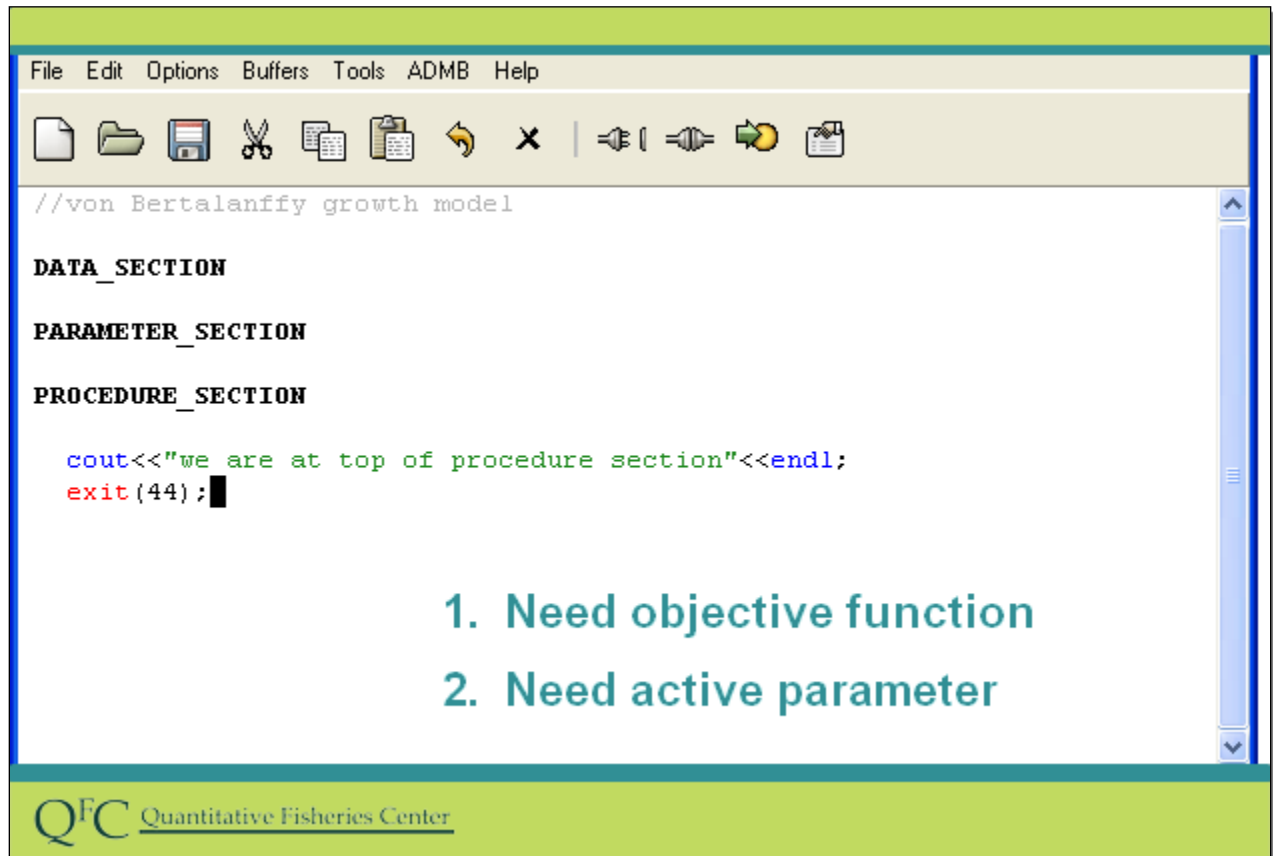 File Edit Options Buffers Tools ADMB Help
//von Bertalanffy growth model
DATA_SECTION
PARAMETER_SECTION
PROCEDURE_SECTION
cout<<"we are at top of procedure section"<<endl;
exit(44);
1. Need objective function
2. Need active parameter
QFC Quantitative Fisheries Center